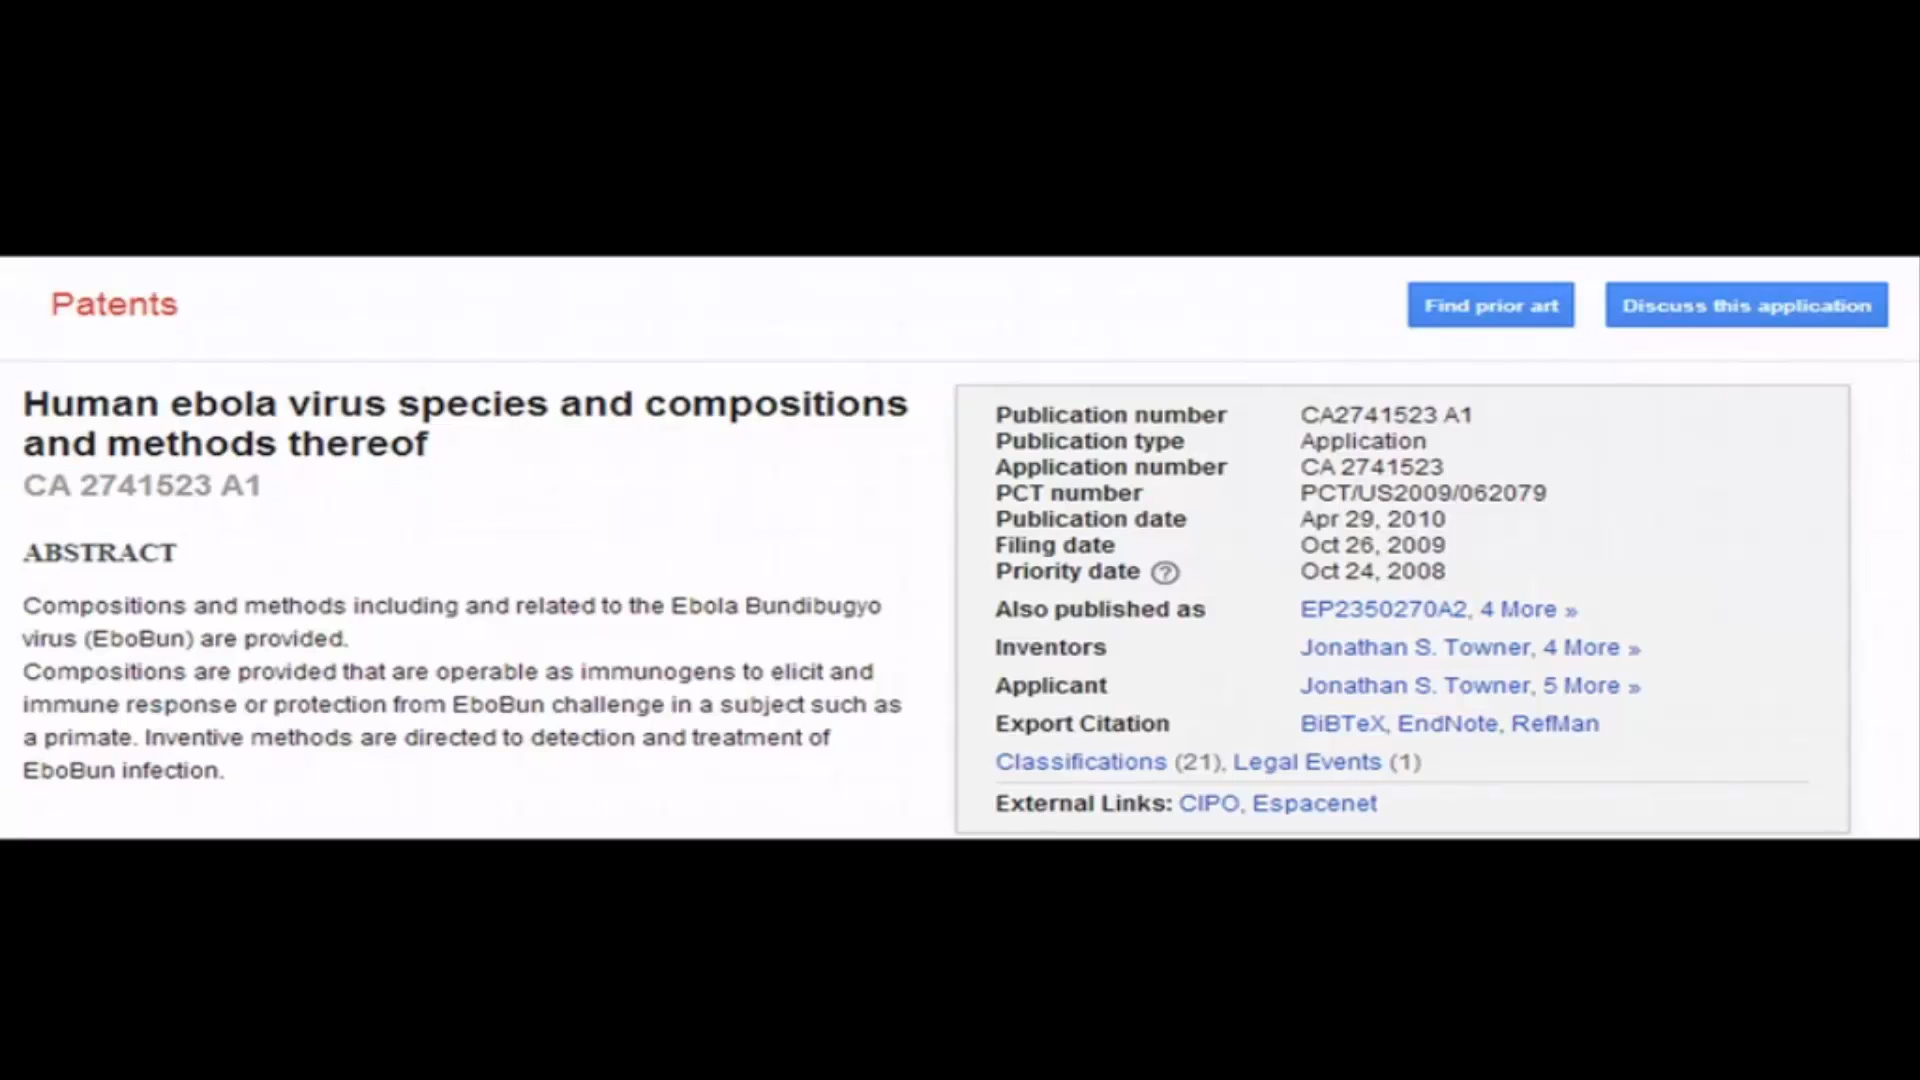 Patents
Find prior art
Discuss this application
Human ebola virus species and compositions
and methods thereof
CA 2741523 A1
ABSTRACT
Compositions and methods including and related to the Ebola Bundibugyo
virus (EboBun) are provided.
Compositions are provided that are operable as immunogens to elicit and
immune response or protection from EboBun challenge in a subject such as
a primate. Inventive methods are directed to detection and treatment of
EboBun infection.
Publication number CA2741523 A1
Publication type Application
Application number CA 2741523
PCT number PCT/US2009/062079
Publication date Apr 29, 2010
Filing date Oct 26, 2009
Priority date ? Oct 24, 2008
Also published as EP2350270A2, 4 More »
Inventors Jonathan S. Towner, 4 More »
Applicant Jonathan S. Towner, 5 More »
Export Citation BiBTeX, EndNote, RefMan
Classifications (21), Legal Events (1)
External Links: CIPO, Espacenet